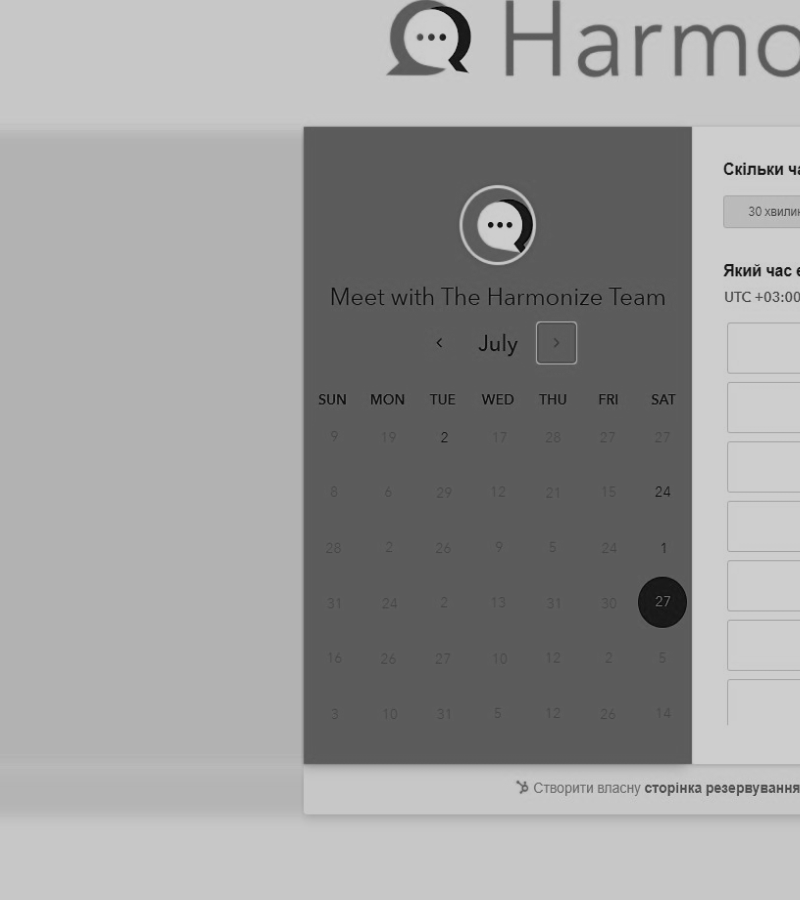 Harmo
Meet with The Harmonize Team
July
SUN MON TUE WED THU FRI SAT
9 19 2 17 28 27 27
8 6 29 12 21 15 24
28 2 26 9 5 24 1
31 24 2 13 31 30 27
16 26 27 10 12 2 5
3 10 31 5 12 26 14
Скільки ча
30 хвилин
Який час є
UTC +03:00
Створити власну сторінка резервування